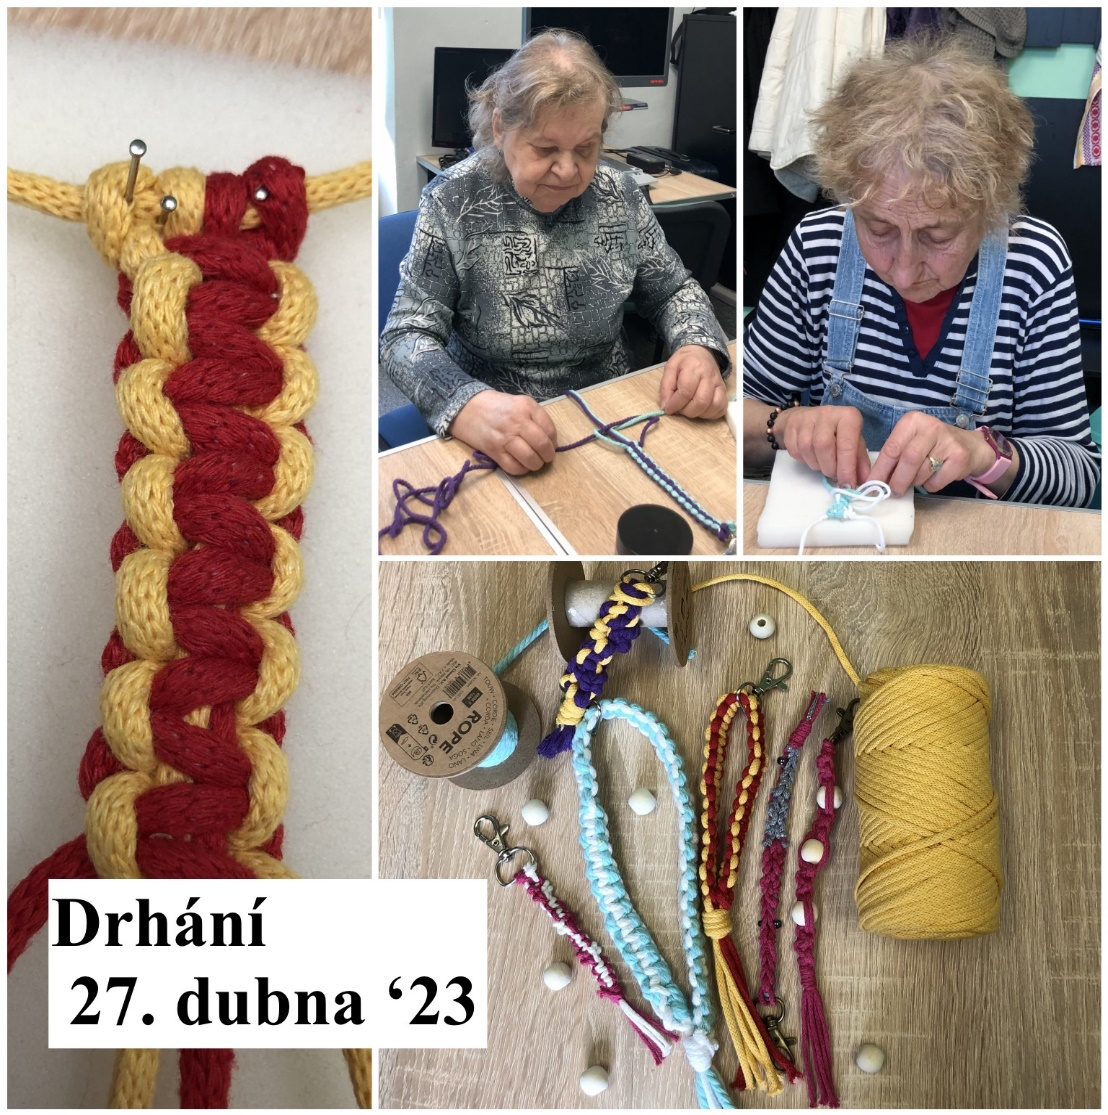 Drhání
27. dubna ‘23
ROPE